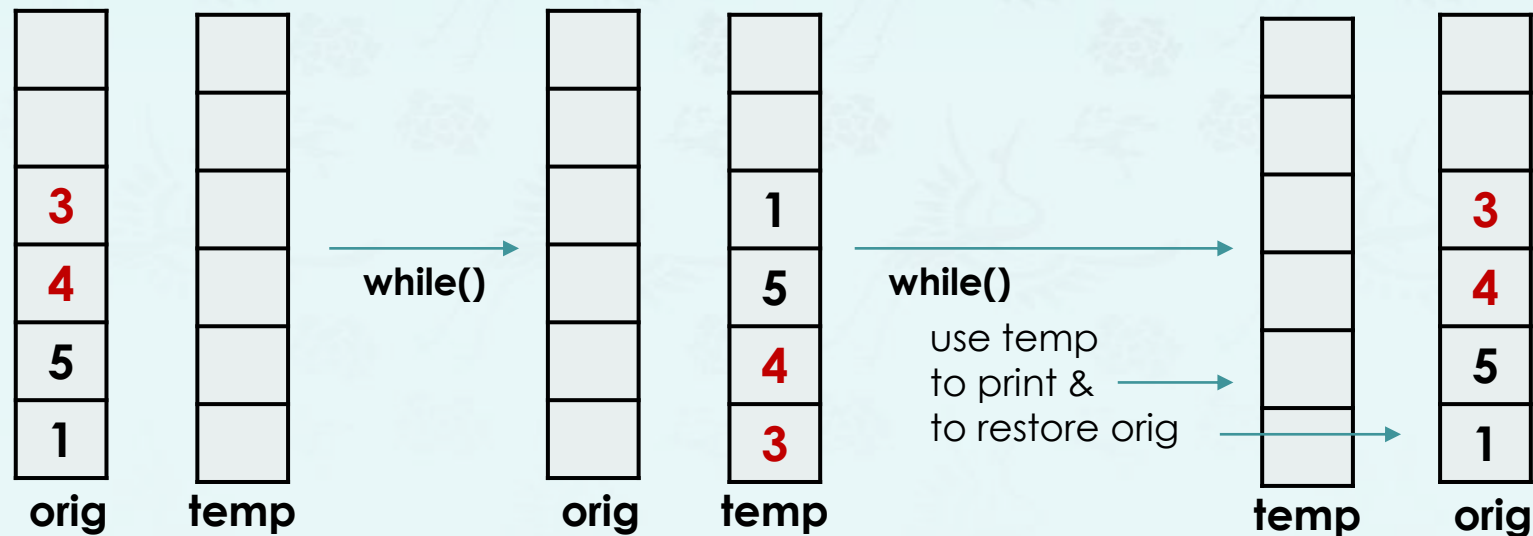 3
4
5
1
orig
temp
while()
1
5
4
3
orig
temp
while()
use temp
to print &
to restore orig
3
4
5
1
temp
orig